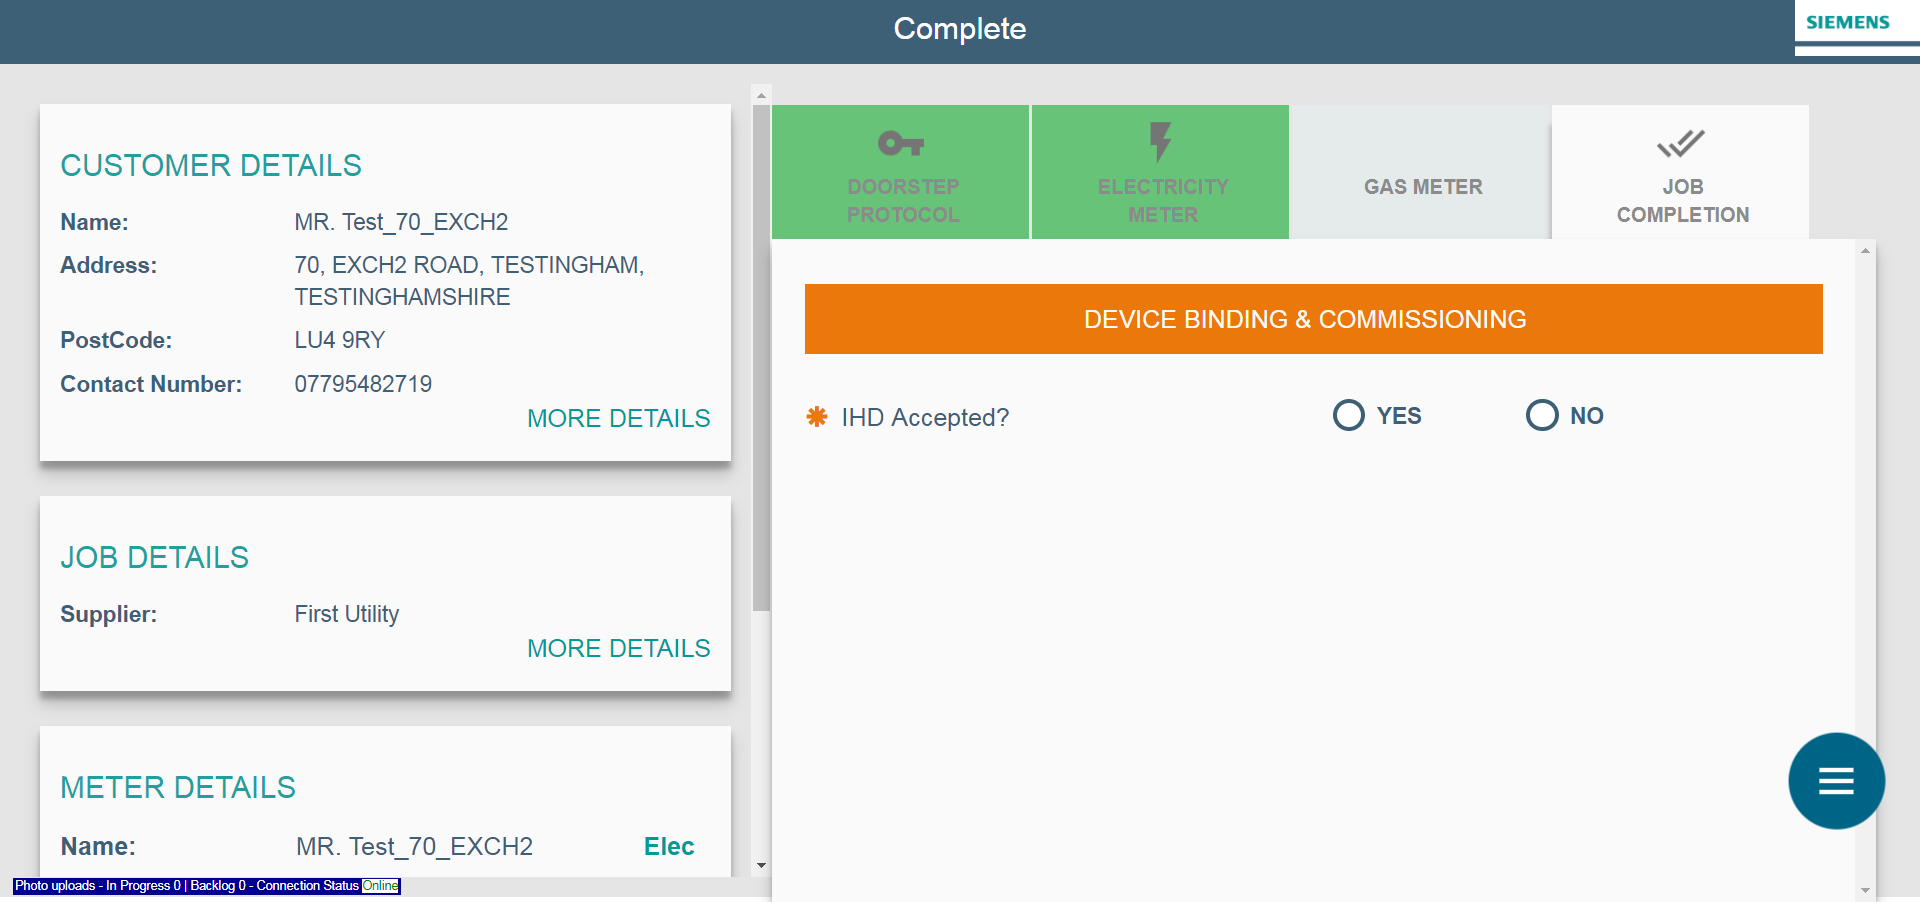 Complete
SIEMENS
CUSTOMER DETAILS
Name: MR. Test_70_EXCH2
Address: 70, EXCH2 ROAD, TESTINGHAM,
TESTINGHAMSHIRE
PostCode: LU4 9RY
Contact Number: 07795482719
MORE DETAILS
JOB DETAILS
Supplier: First Utility
MORE DETAILS
METER DETAILS
Name: MR. Test_70_EXCH2 Elec
Photo uploads - In Progress 0 | Backlog 0 - Connection Status Online
DOORSTEP
PROTOCOL
ELECTRICITY
METER
GAS METER
JOB
COMPLETION
DEVICE BINDING & COMMISSIONING
✱ IHD Accepted? YES NO